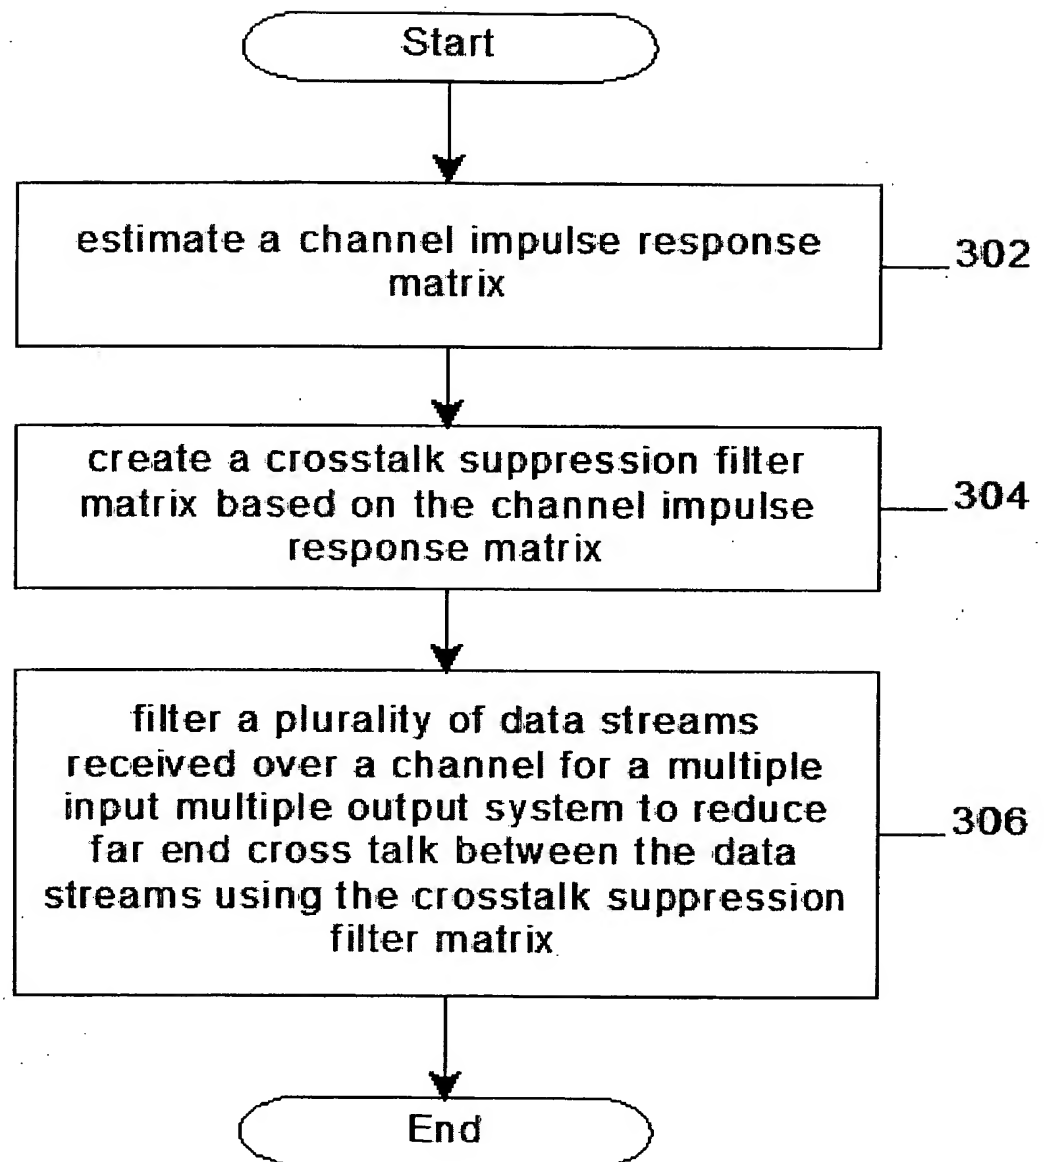 Start
estimate a channel impulse response
matrix
302
create a crosstalk suppression filter
matrix based on the channel impulse
response matrix
304
filter a plurality of data streams
received over a channel for a multiple
input multiple output system to reduce
far end cross talk between the data
streams using the crosstalk suppression
filter matrix
306
End